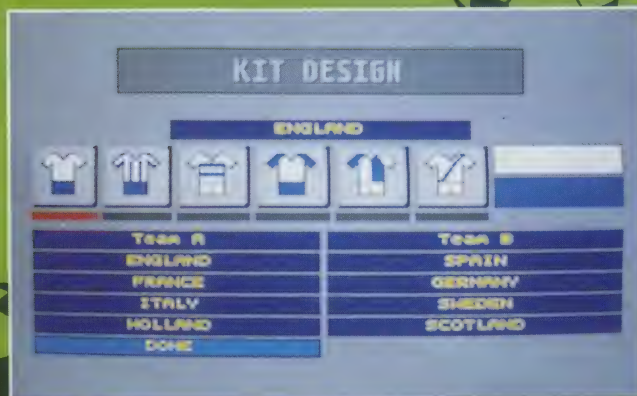 KIT DESIGN
ENGLAND
Team A Team B
ENGLAND SPAIN
FRANCE GERMANY
ITALY SWEDEN
HOLLAND SCOTLAND
DONE